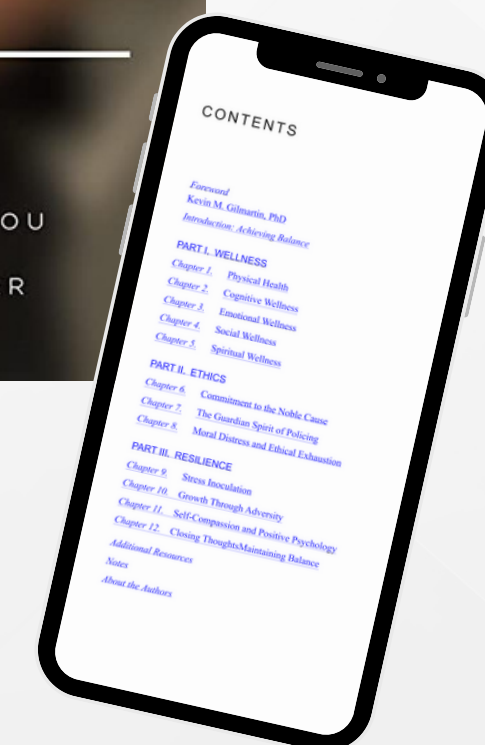 OU
R
CONTENTS
Foreword
Kevin M. Gilmartin, PhD
Introduction: Achieving Balance
PART I. WELLNESS
Chapter 1. Physical Health
Chapter 2. Cognitive Wellness
Chapter 3. Emotional Wellness
Chapter 4. Social Wellness
Chapter 5. Spiritual Wellness
PART II. ETHICS
Chapter 6. Commitment to the Noble Cause
Chapter 7. The Guardian Spirit of Policing
Chapter 8. Moral Distress and Ethical Exhaustion
PART III. RESILIENCE
Chapter 9. Stress Inoculation
Chapter 10. Growth Through Adversity
Chapter 11. Self-Compassion and Positive Psychology
Chapter 12. Closing ThoughtsMaintaining Balance
Additional Resources
Notes
About the Authors